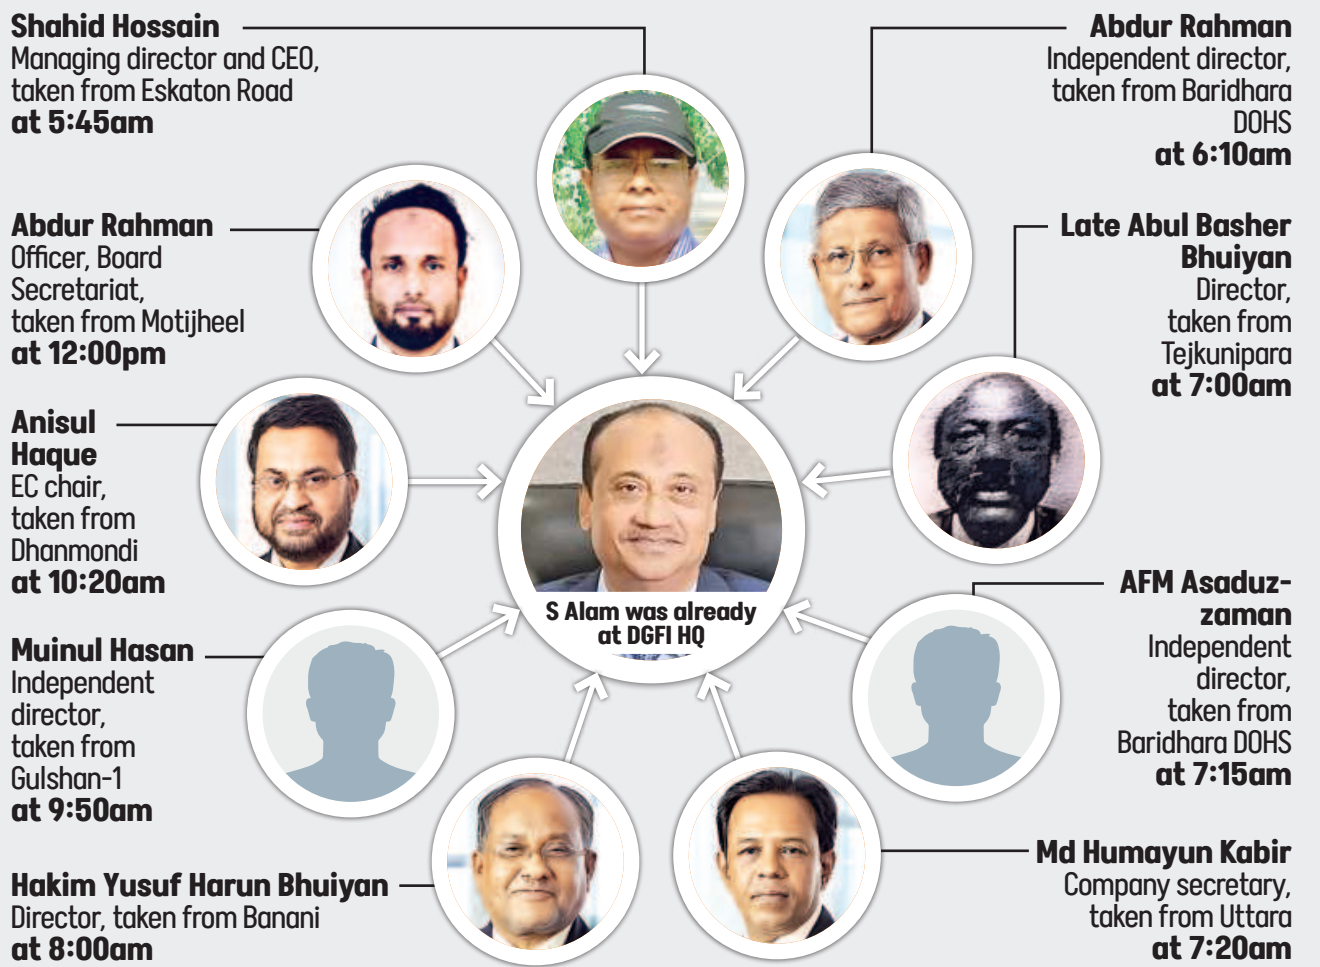 Shahid Hossain
Managing director and CEO,
taken from Eskaton Road
at 5:45am
Abdur Rahman
Independent director,
taken from Baridhara
DOHS
at 6:10am
Late Abul Basher
Bhuiyan
Director,
taken from
Tejkunipara
at 7:00am
AFM Asaduz-
zaman
Independent
director,
taken from
Baridhara DOHS
at 7:15am
Md Humayun Kabir
Company secretary,
taken from Uttara
at 7:20am
Hakim Yusuf Harun Bhuiyan
Director, taken from Banani
at 8:00am
Muinul Hasan
Independent
director,
taken from
Gulshan-1
at 9:50am
Anisul
Haque
EC chair,
taken from
Dhanmondi
at 10:20am
Abdur Rahman
Officer, Board
Secretariat,
taken from Motijheel
at 12:00pm
S Alam was already
at DGFI HQ